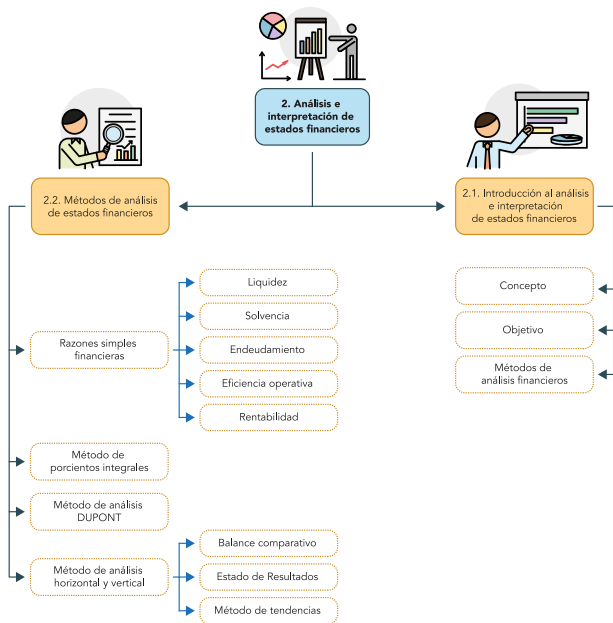 2. Análisis e
interpretación de
estados financieros
2.2. Métodos de análisis
de estados financieros
2.1. Introducción al análisis
e interpretación
de estados financieros
Liquidez
Solvencia
Razones simples
financieras
Endeudamiento
Eficiencia operativa
Rentabilidad
Concepto
Objetivo
Métodos de
análisis financieros
Método de
porcientos integrales
Método de análisis
DUPONT
Método de análisis
horizontal y vertical
Balance comparativo
Estado de Resultados
Método de tendencias